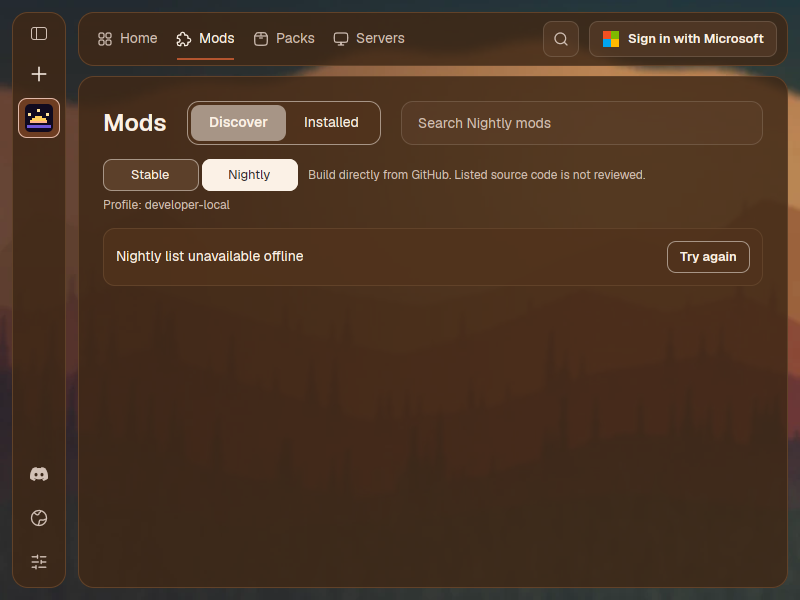 Home
Mods
Packs
Servers
Sign in with Microsoft
Mods
Discover
Installed
Search Nightly mods
Stable
Nightly
Build directly from GitHub. Listed source code is not reviewed.
Profile: developer-local
Nightly list unavailable offline
Try again